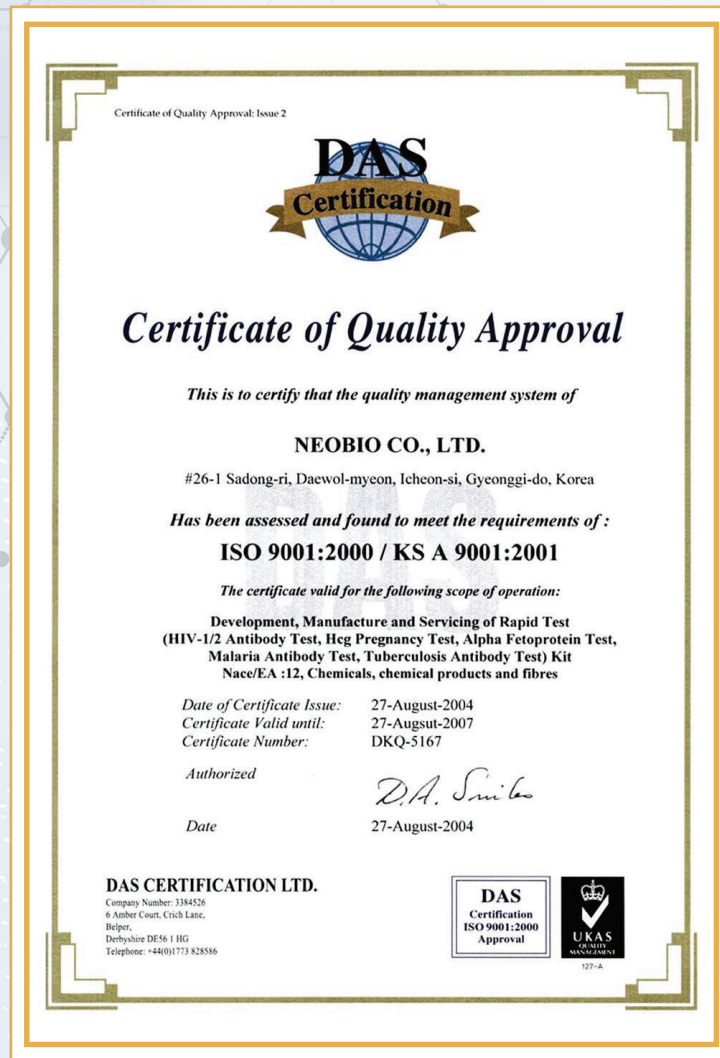 Certificate of Quality Approval: Issue 2
DAS
Certification
Certificate of Quality Approval
This is to certify that the quality management system of
NEOBIO CO., LTD.
#26-1 Sadong-ri, Daewol-myeon, Icheon-si, Gyeonggi-do, Korea
DAS
Has been assessed and found to meet the requirements of :
ISO 9001:2000 / KS A 9001:2001
The certificate valid for the following scope of operation:
Development, Manufacture and Servicing of Rapid Test
(HIV-1/2 Antibody Test, Hcg Pregnancy Test, Alpha Fetoprotein Test,
Malaria Antibody Test, Tuberculosis Antibody Test) Kit
Nace/EA :12, Chemicals, chemical products and fibres
Date of Certificate Issue: 27-August-2004
Certificate Valid until: 27-Augsut-2007
Certificate Number: DKQ-5167
Authorized D.A. Smiles
Date 27-August-2004
DAS CERTIFICATION LTD.
Company Number: 3384526
6 Amber Court, Crich Lane,
Belper,
Derbyshire DE56 1 HG
Telephone: +44(0)1773 828586
DAS
Certification
ISO 9001:2000
Approval
UKAS
QUALITY
MANAGEMENT
127-A